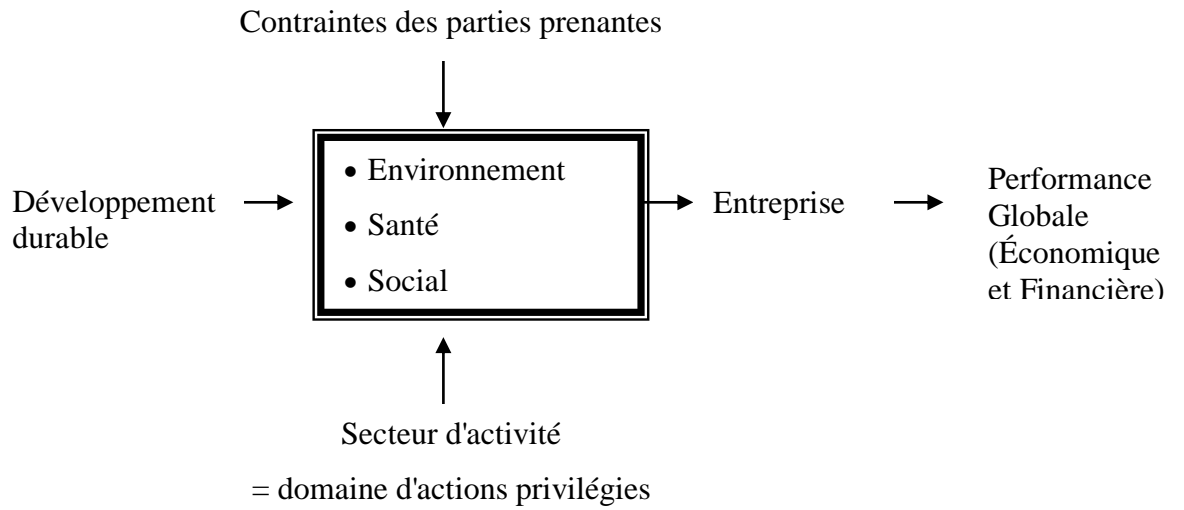 Contraintes des parties prenantes
• Environnement
• Santé
• Social
Développement
durable
Entreprise
Performance
Globale
(Économique
et Financière)
Secteur d'activité
= domaine d'actions privilégies